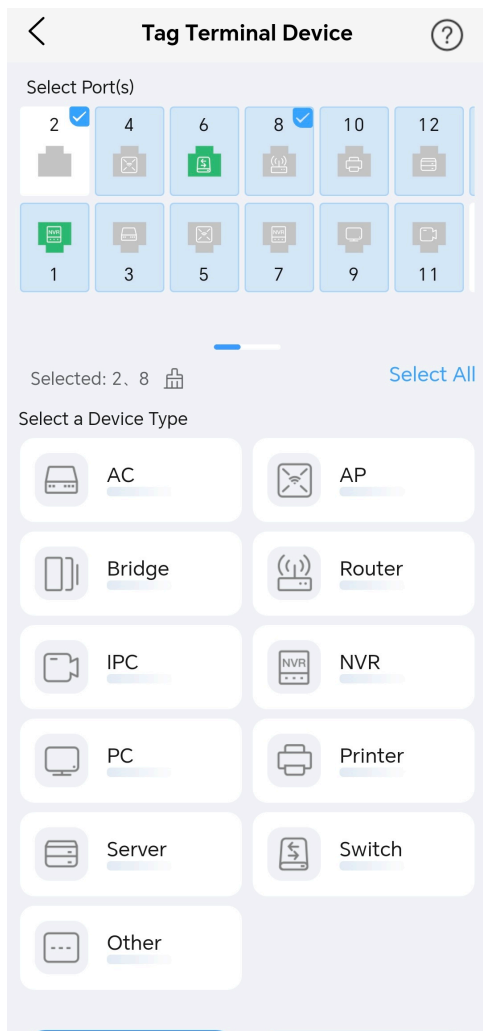 Tag Terminal Device ?
Select Port(s)
2 4 6 8 10 12
NVR NVR
1 3 5 7 9 11
Selected: 2、8 Select All
Select a Device Type
AC AP
Bridge Router
IPC NVR NVR
PC Printer
Server Switch
Other